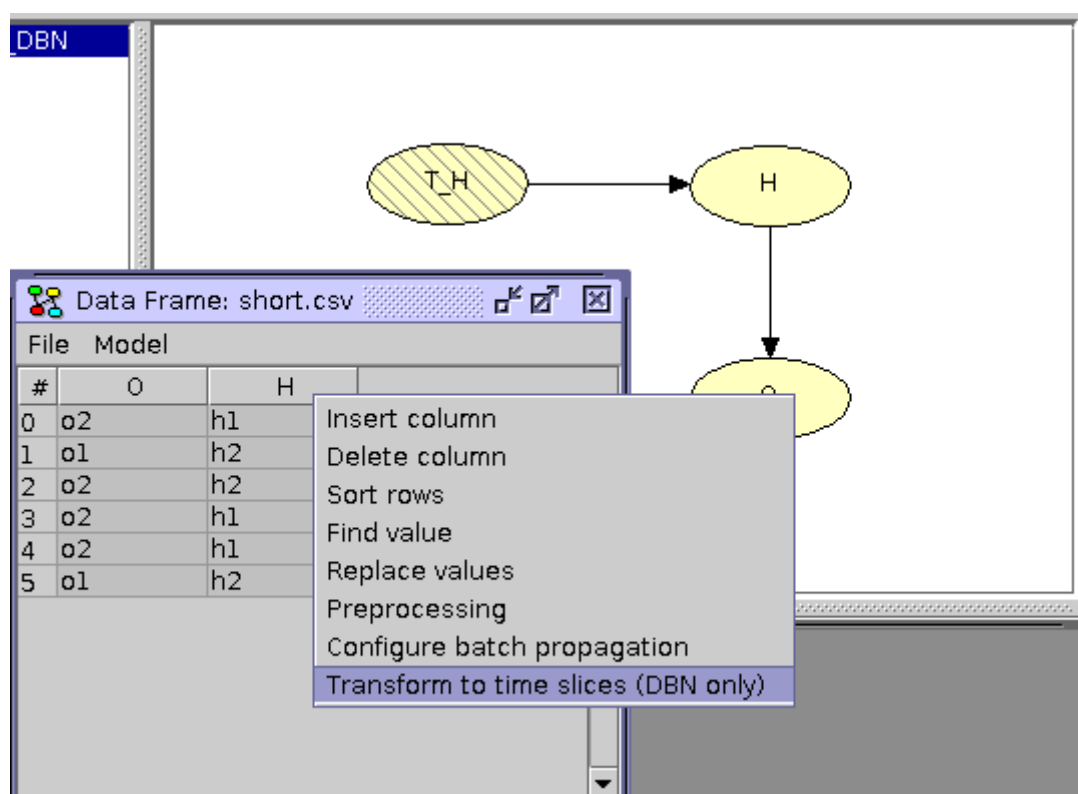 _DBN
T_H
H
Data Frame: short.csv
File Model
# O H
0 o2 h1
1 o1 h2
2 o2 h2
3 o2 h1
4 o2 h1
5 o1 h2
Insert column
Delete column
Sort rows
Find value
Replace values
Preprocessing
Configure batch propagation
Transform to time slices (DBN only)